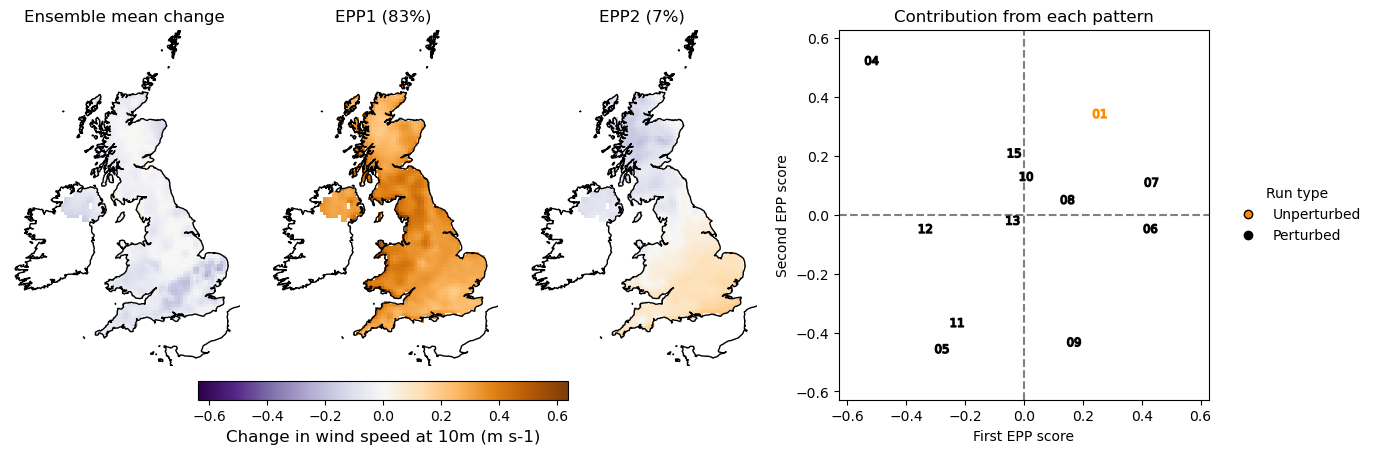 Ensemble mean change
EPP1 (83%)
EPP2 (7%)
Contribution from each pattern
−0.6 −0.4 −0.2 0.0 0.2 0.4 0.6
Change in wind speed at 10m (m s-1)
Second EPP score
0.6
0.4
0.2
0.0
−0.2
−0.4
−0.6
04
01
15
10
07
08
13
12
06
11
05
09
−0.6 −0.4 −0.2 0.0 0.2 0.4 0.6
First EPP score
Run type
Unperturbed
Perturbed